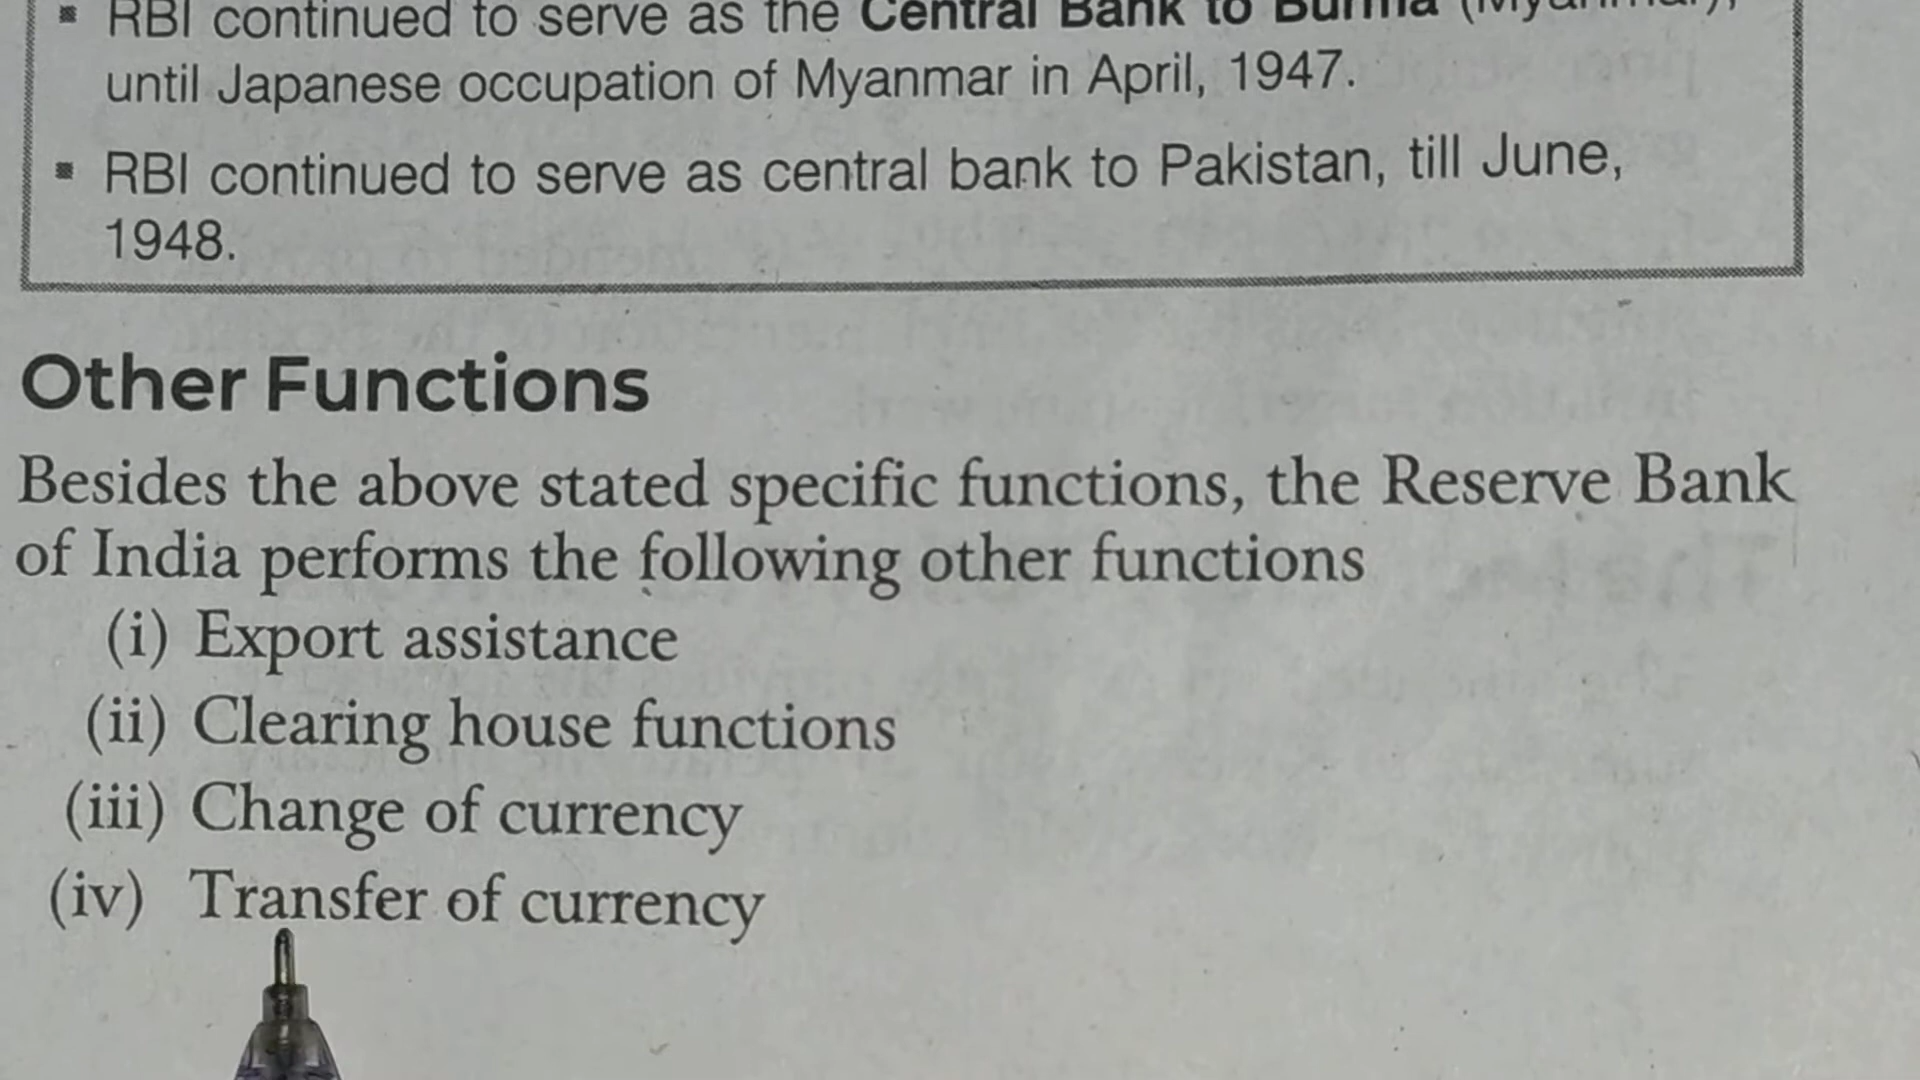 ▪ RBI continued to serve as the Central Bank to Burma (Myanmar),
until Japanese occupation of Myanmar in April, 1947.
▪ RBI continued to serve as central bank to Pakistan, till June,
1948.
Other Functions
Besides the above stated specific functions, the Reserve Bank
of India performs the following other functions
(i) Export assistance
(ii) Clearing house functions
(iii) Change of currency
(iv) Transfer of currency